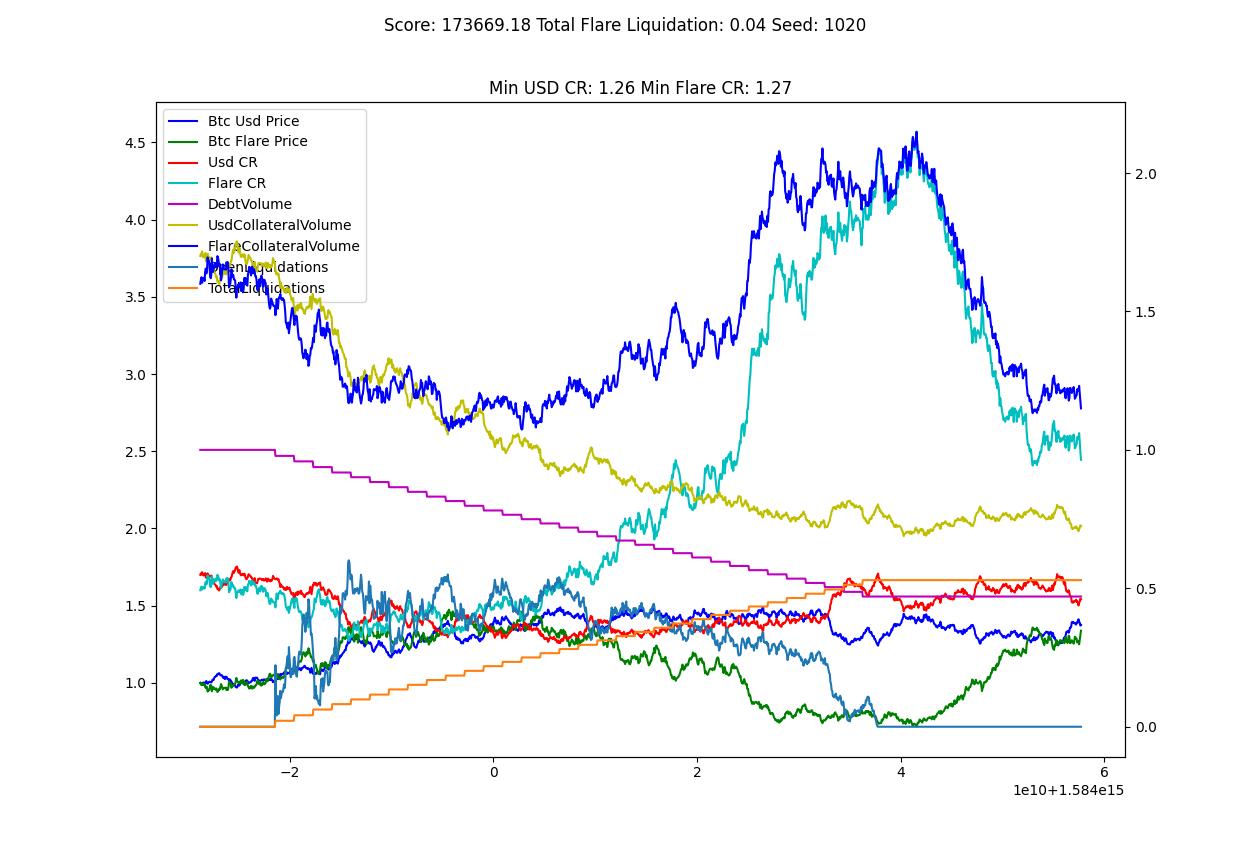 Score: 173669.18 Total Flare Liquidation: 0.04 Seed: 1020
Min USD CR: 1.26 Min Flare CR: 1.27
Btc Usd Price
Btc Flare Price
Usd CR
Flare CR
DebtVolume
UsdCollateralVolume
FlareCollateralVolume
OpenLiquidations
TotalLiquidations
4.5
4.0
3.5
3.0
2.5
2.0
1.5
1.0
2.0
1.5
1.0
0.5
0.0
−2
0
2
4
6
1e10+1.584e15